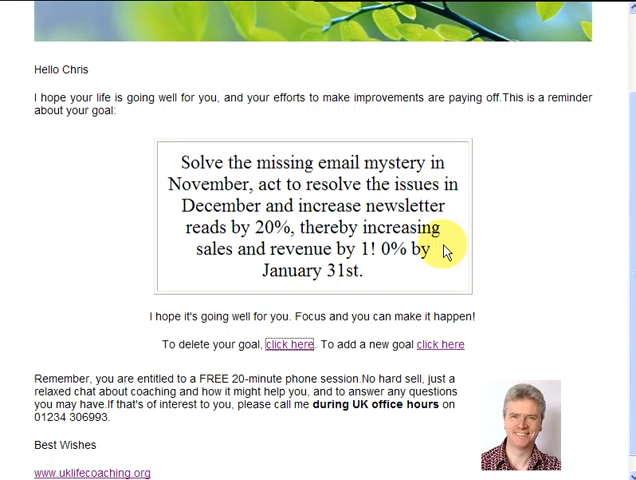 Hello Chris
I hope your life is going well for you, and your efforts to make improvements are paying off.This is a reminder
about your goal:
Solve the missing email mystery in
November, act to resolve the issues in
December and increase newsletter
reads by 20%, thereby increasing
sales and revenue by 1! 0% by
January 31st.
I hope it's going well for you. Focus and you can make it happen!
To delete your goal, click here. To add a new goal click here
Remember, you are entitled to a FREE 20-minute phone session.No hard sell, just a
relaxed chat about coaching and how it might help you, and to answer any questions
you may have.If that's of interest to you, please call me during UK office hours on
01234 306993.
Best Wishes
www.uklifecoaching.org